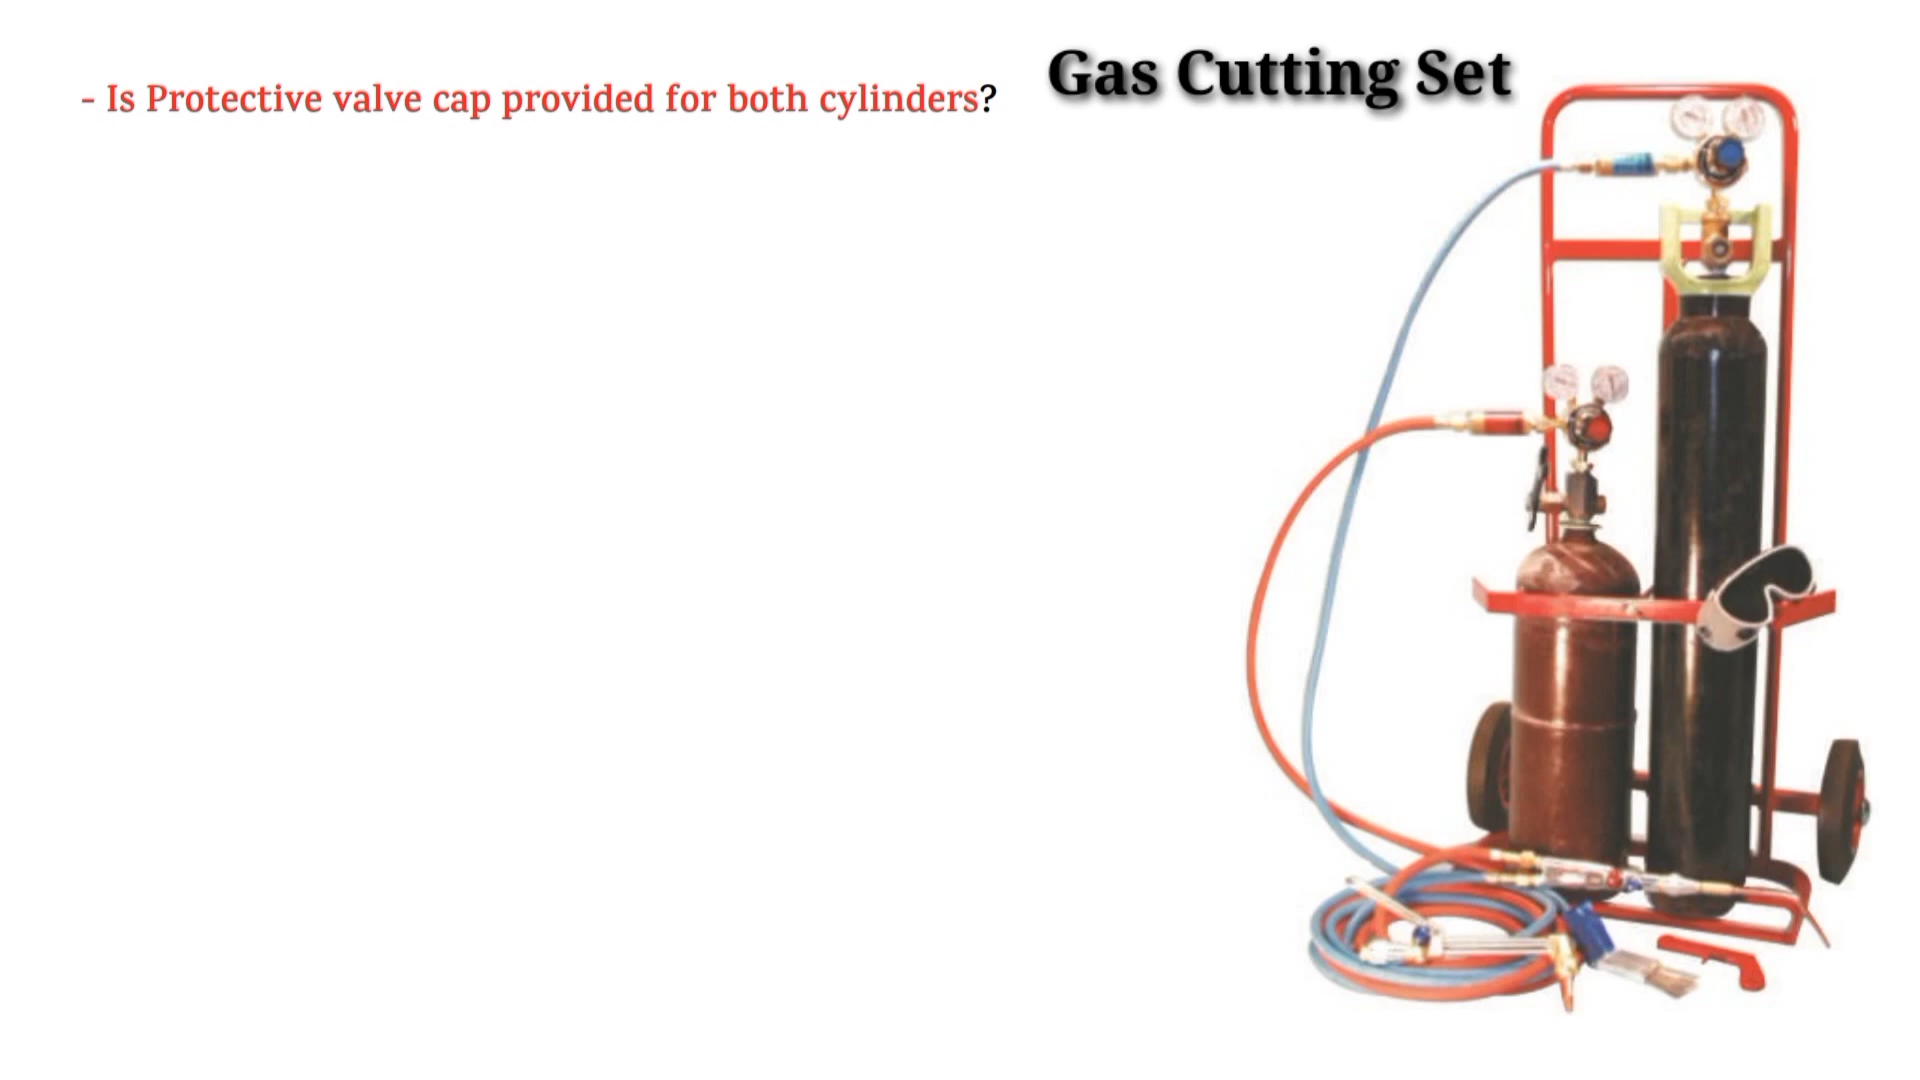 Gas Cutting Set
- Is Protective valve cap provided for both cylinders?